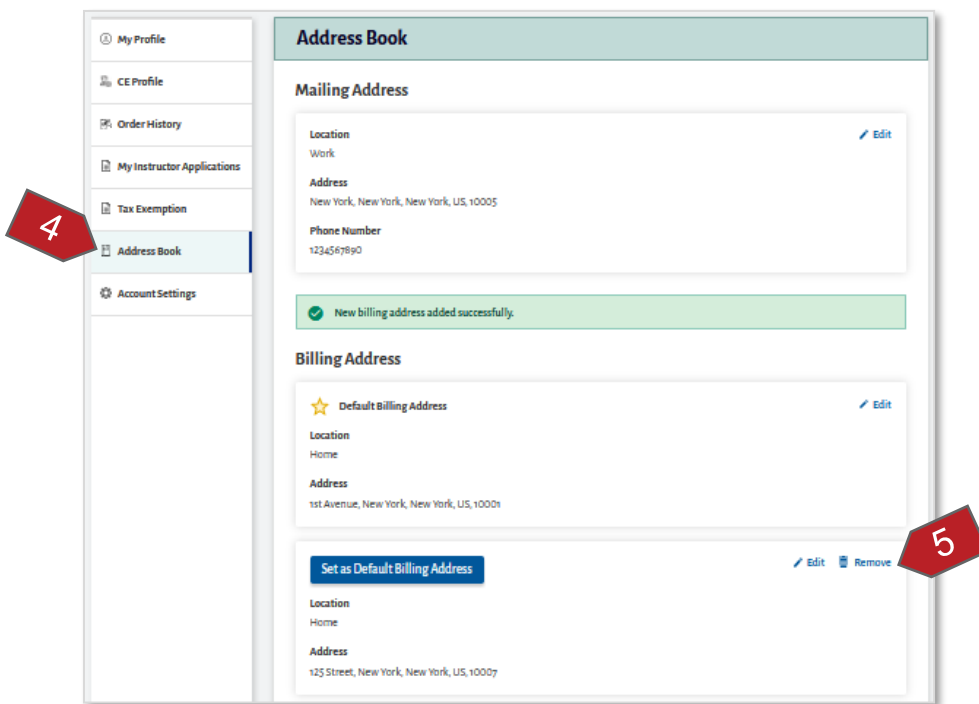 My Profile
CE Profile
Order History
My Instructor Applications
Tax Exemption
Address Book
Account Settings
4
Address Book
Mailing Address
Location
Edit
Work
Address
New York, New York, New York, US, 10005
Phone Number
1234567890
New billing address added successfully.
Billing Address
Default Billing Address
Edit
Location
Home
Address
1st Avenue, New York, New York, US, 10001
Set as Default Billing Address
Edit Remove
5
Location
Home
Address
125 Street, New York, New York, US, 10007